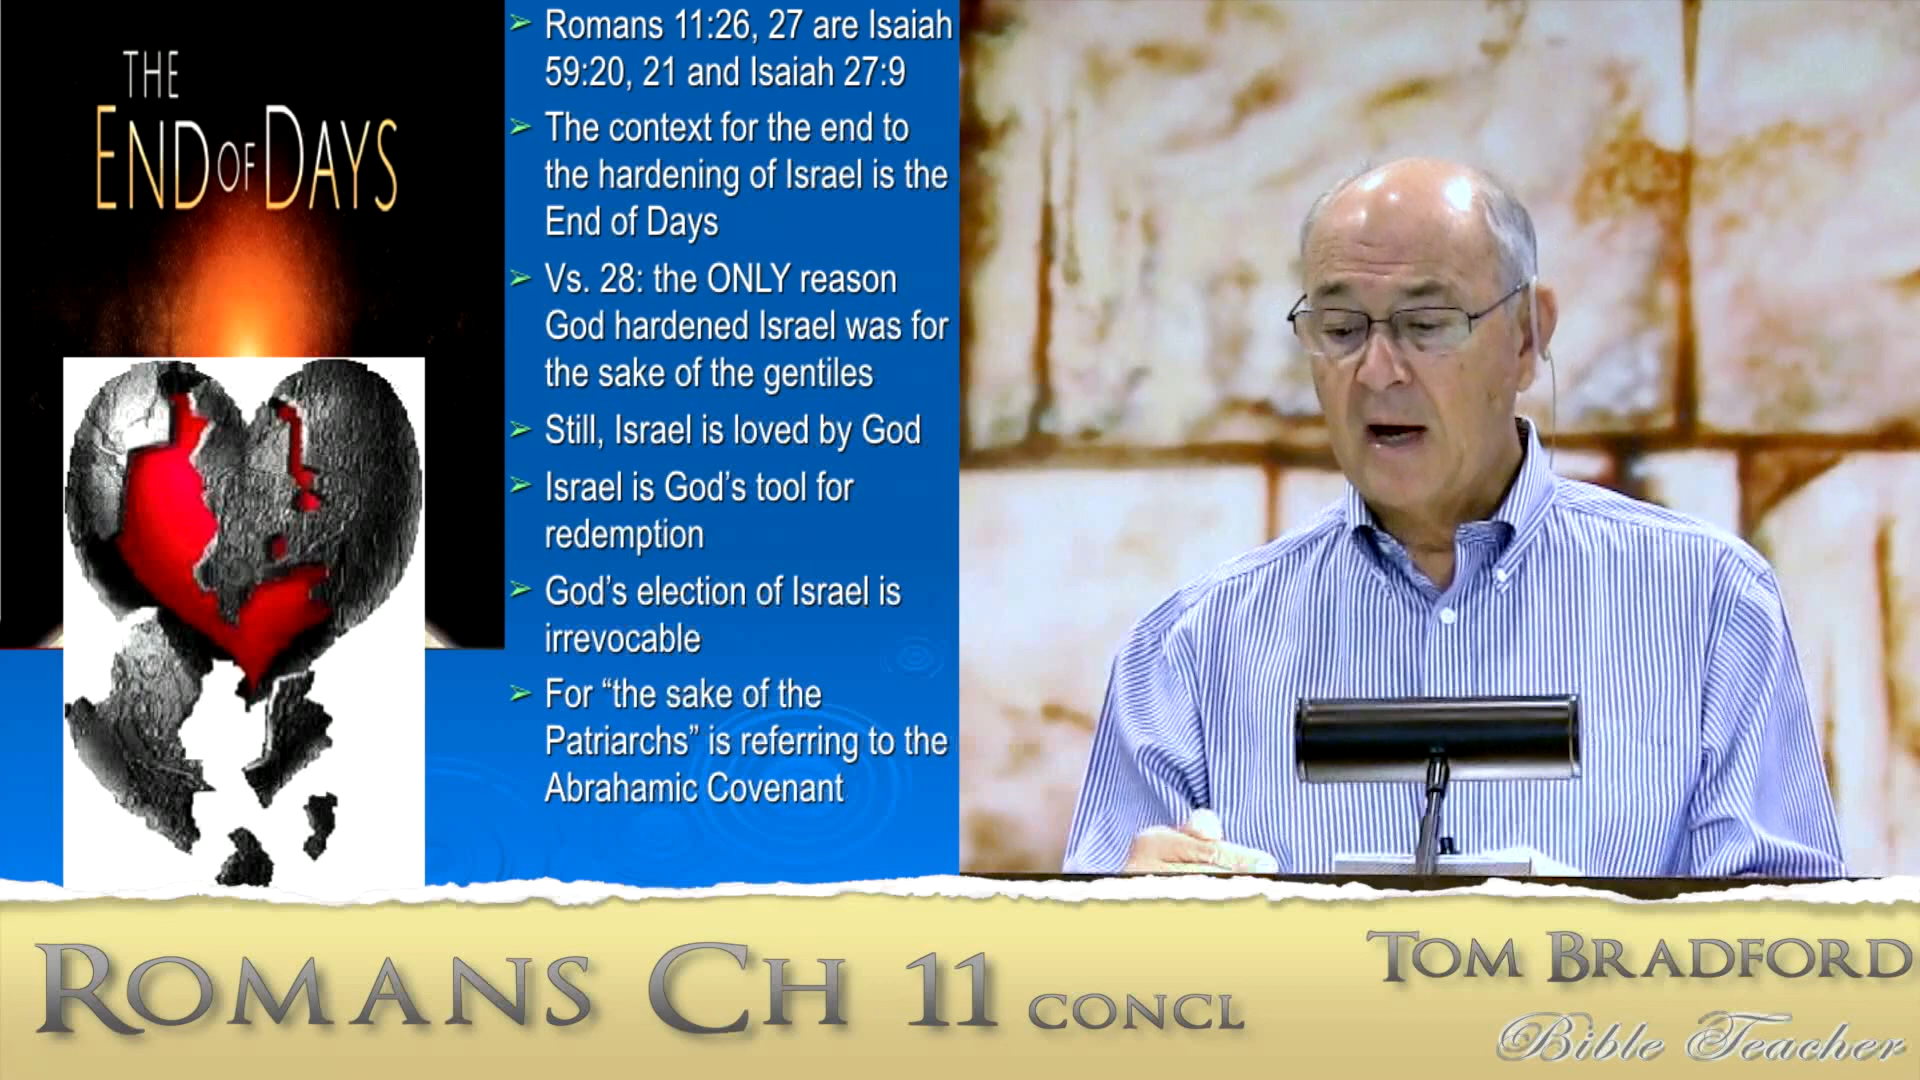 THE
END OF DAYS
➢ Romans 11:26, 27 are Isaiah
59:20, 21 and Isaiah 27:9
➢ The context for the end to
the hardening of Israel is the
End of Days
➢ Vs. 28: the ONLY reason
God hardened Israel was for
the sake of the gentiles
➢ Still, Israel is loved by God
➢ Israel is God’s tool for
redemption
➢ God’s election of Israel is
irrevocable
➢ For “the sake of the
Patriarchs” is referring to the
Abrahamic Covenant
ROMANS CH 11 CONCL
TOM BRADFORD
Bible Teacher